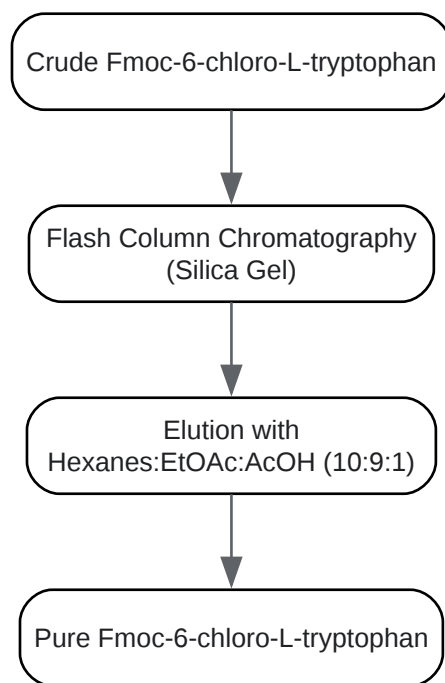 Crude Fmoc-6-chloro-L-tryptophan
Flash Column Chromatography
(Silica Gel)
Elution with
Hexanes:EtOAc:AcOH (10:9:1)
Pure Fmoc-6-chloro-L-tryptophan